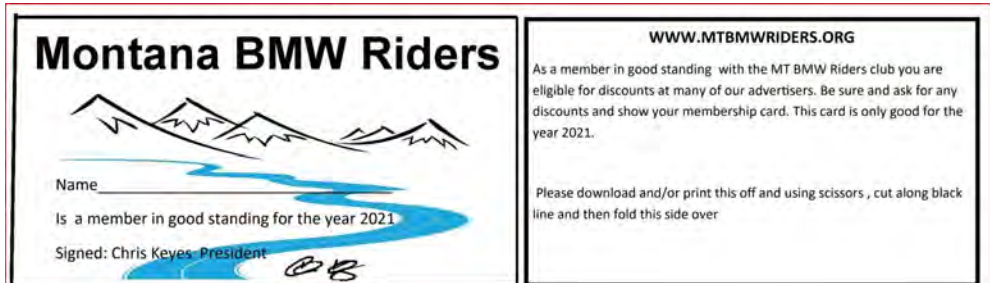 Montana BMW Riders
Name
Is a member in good standing for the year 2021
Signed: Chris Keyes President
WWW.MTBMWRIDERS.ORG
As a member in good standing with the MT BMW Riders club you are
eligible for discounts at many of our advertisers. Be sure and ask for any
discounts and show your membership card. This card is only good for the
year 2021.
Please download and/or print this off and using scissors , cut along black
line and then fold this side over